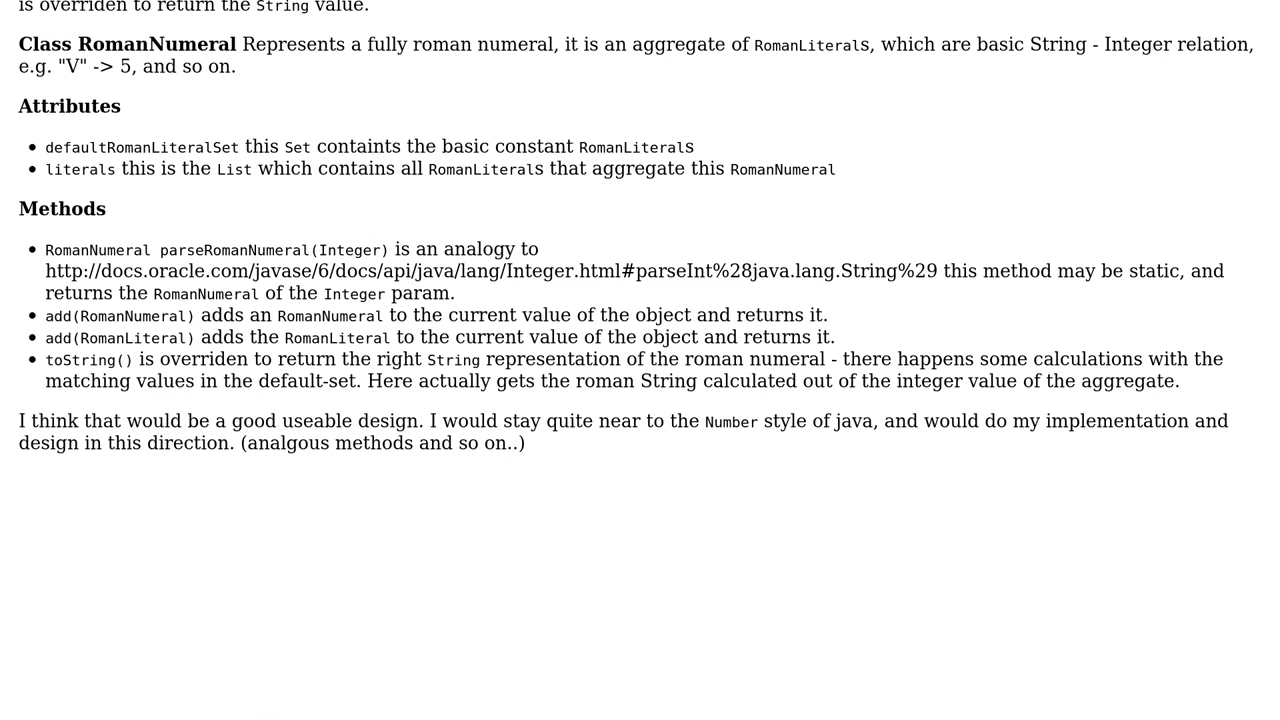 is overriden to return the String value.
Class RomanNumeral Represents a fully roman numeral, it is an aggregate of RomanLiterals, which are basic String - Integer relation,
e.g. "V" -> 5, and so on.
Attributes
• defaultRomanLiteralSet this Set containts the basic constant RomanLiterals
• literals this is the List which contains all RomanLiterals that aggregate this RomanNumeral
Methods
• RomanNumeral parseRomanNumeral(Integer) is an analogy to
http://docs.oracle.com/javase/6/docs/api/java/lang/Integer.html#parseInt%28java.lang.String%29 this method may be static, and
returns the RomanNumeral of the Integer param.
• add(RomanNumeral) adds an RomanNumeral to the current value of the object and returns it.
• add(RomanLiteral) adds the RomanLiteral to the current value of the object and returns it.
• toString() is overriden to return the right String representation of the roman numeral - there happens some calculations with the
matching values in the default-set. Here actually gets the roman String calculated out of the integer value of the aggregate.
I think that would be a good useable design. I would stay quite near to the Number style of java, and would do my implementation and
design in this direction. (analgous methods and so on..)